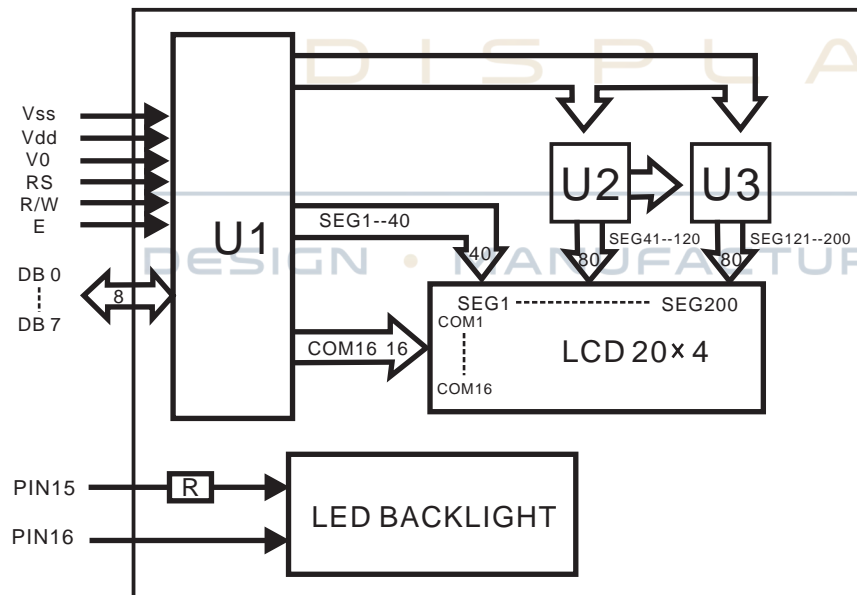 DISPLA
Vss
Vdd
V0
RS
R/W
E
DB 0
DB 7
8
U1
U2
U3
SEG1--40
40
SEG41--120
80
SEG121--200
80
DESIGN • MANUFACTUR
SEG1
SEG200
COM1
COM16
LCD 20×4
COM16 16
PIN15
R
PIN16
LED BACKLIGHT